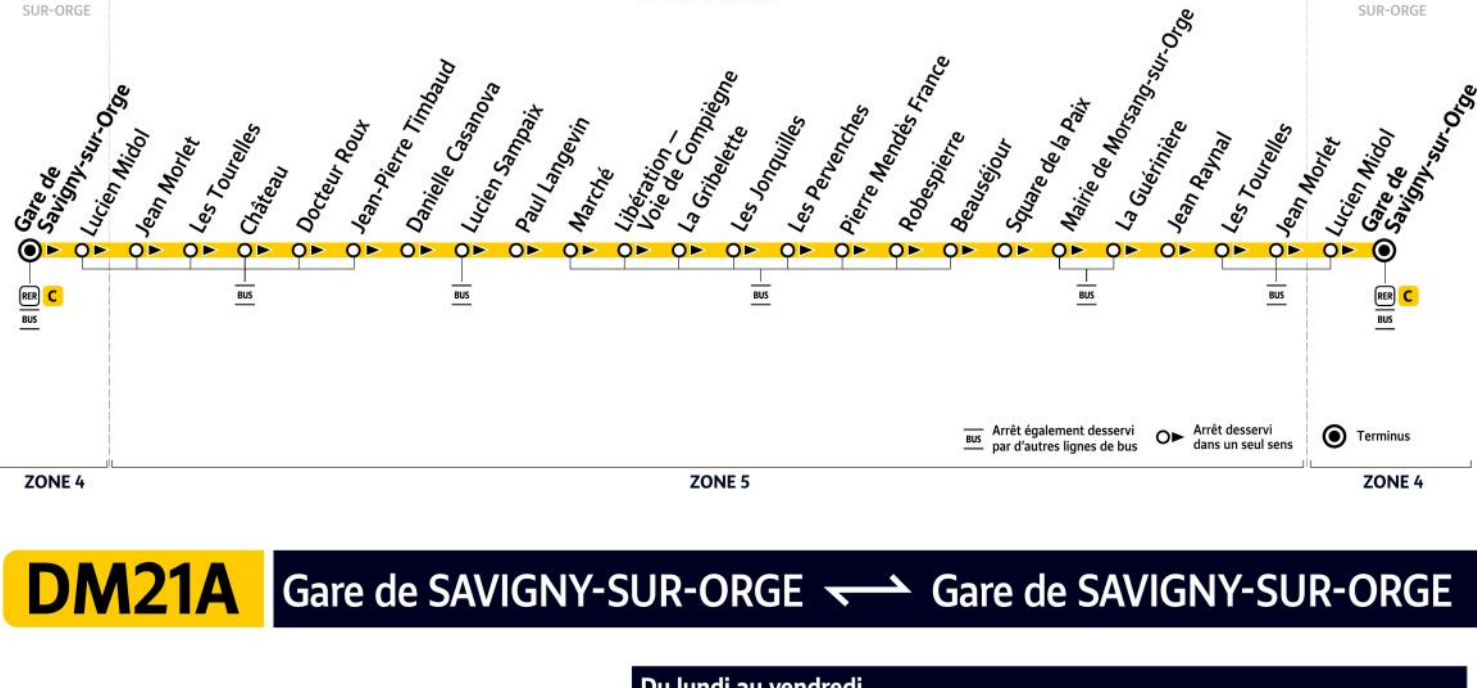 SUR-ORGE
SUR-ORGE
Gare de
Savigny-sur-Orge
Lucien Midol
Jean Morlet
Les Tourelles
Château
Docteur Roux
Jean-Pierre Timbaud
Danielle Casanova
Lucien Sampaix
Paul Langevin
Marché
Libération –
Voie de Compiègne
La Gribelette
Les Jonquilles
Les Pervenches
Pierre Mendès France
Robespierre
Beauséjour
Square de la Paix
Mairie de Morsang-sur-Orge
La Guérinière
Jean Raynal
Les Tourelles
Jean Morlet
Lucien Midol
Gare de
Savigny-sur-Orge
RER C
BUS
BUS
BUS
BUS
BUS
BUS
RER C
BUS
BUS Arrêt également desservi
par d'autres lignes de bus
Arrêt desservi
dans un seul sens
Terminus
ZONE 4
ZONE 5
ZONE 4
DM21A
Gare de SAVIGNY-SUR-ORGE Gare de SAVIGNY-SUR-ORGE
Du lundi au vendredi